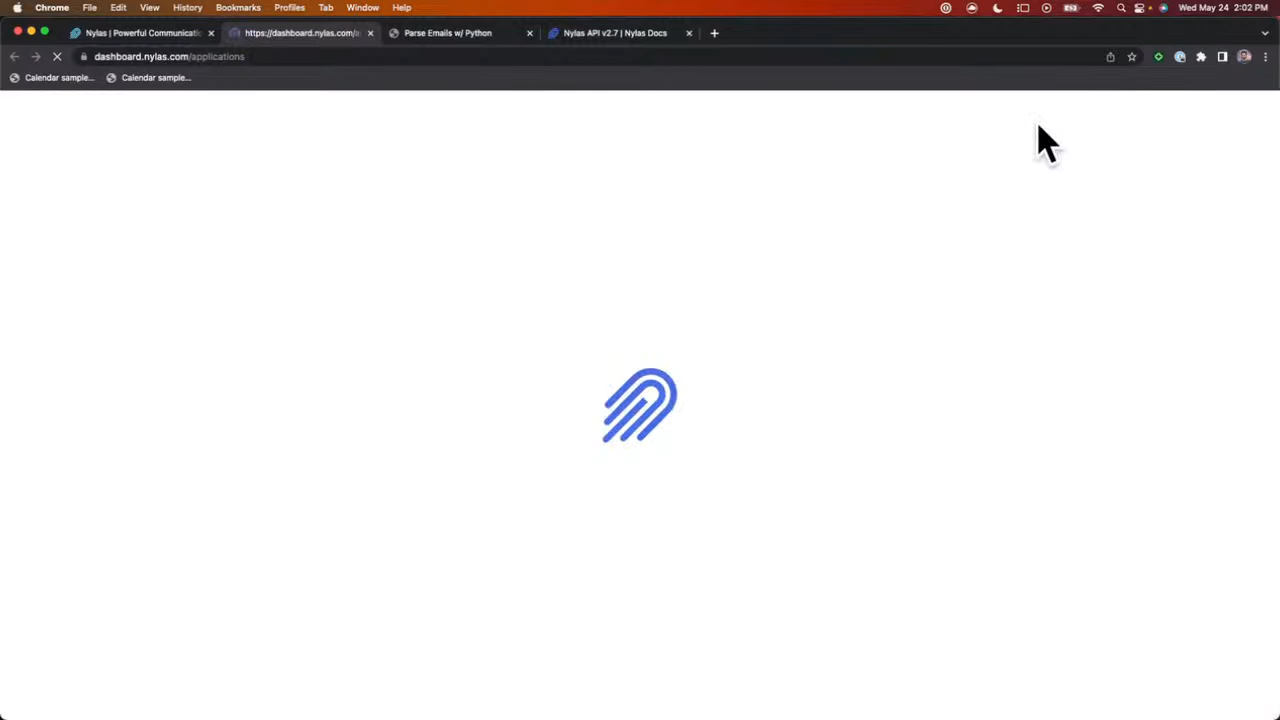 Chrome File Edit View History Bookmarks Profiles Tab Window Help Wed May 24 2:02 PM
Nylas | Powerful Communicati https://dashboard.nylas.com/a Parse Emails w/ Python Nylas API v2.7 | Nylas Docs
dashboard.nylas.com/applications
Calendar sample... Calendar sample...